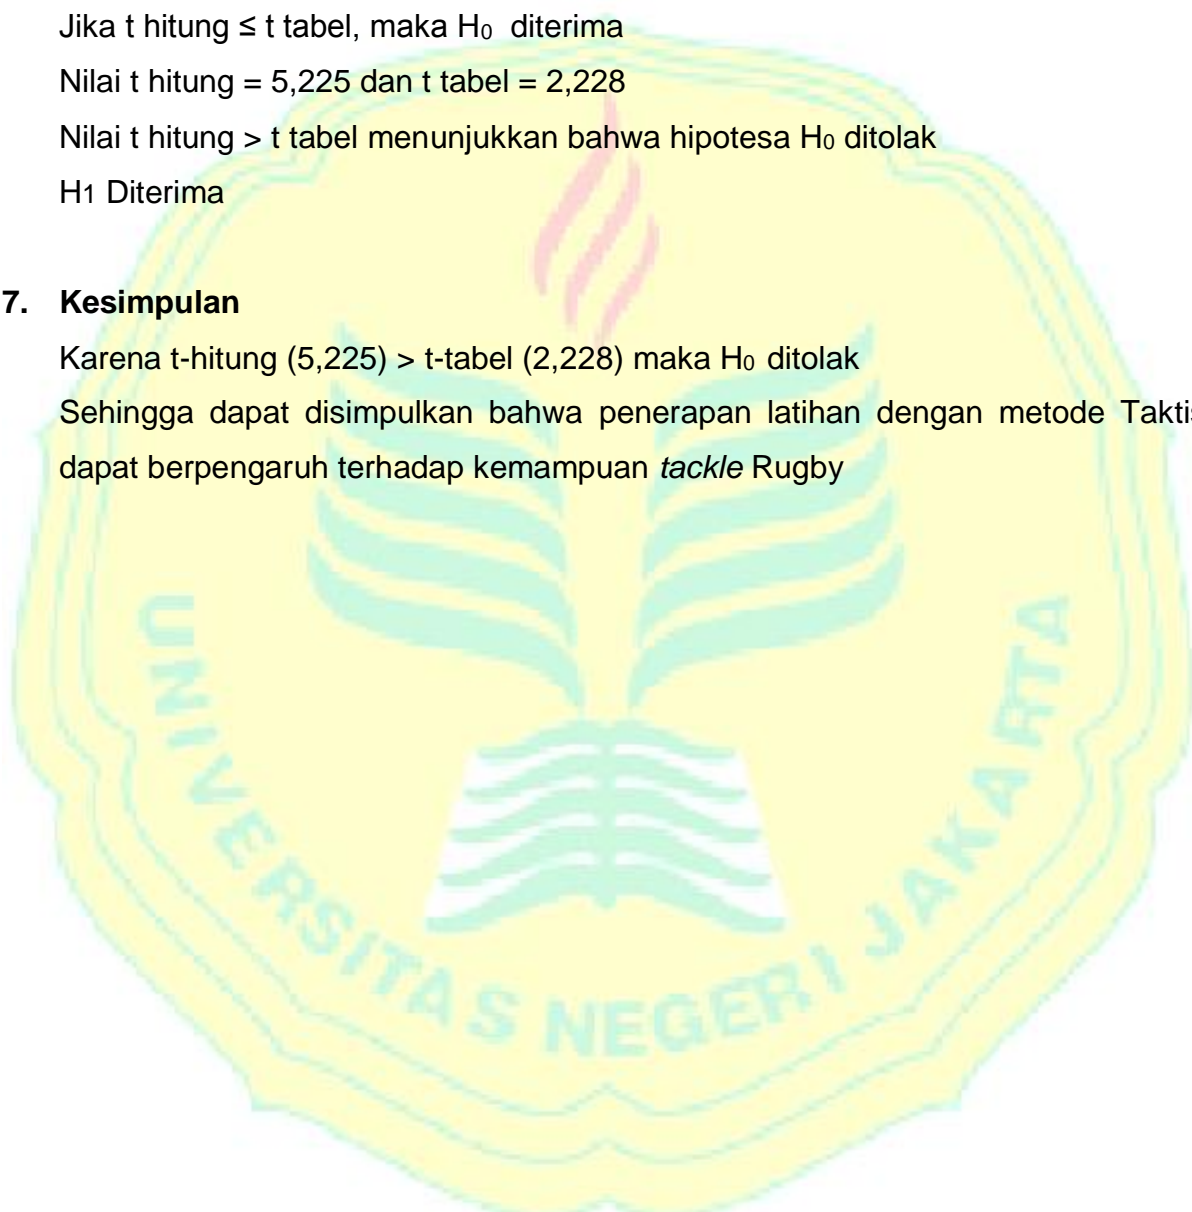 Jika t hitung ≤ t tabel, maka H₀ diterima
Nilai t hitung = 5,225 dan t tabel = 2,228
Nilai t hitung > t tabel menunjukkan bahwa hipotesa H₀ ditolak
H1 Diterima
7. Kesimpulan
Karena t-hitung (5,225) > t-tabel (2,228) maka H₀ ditolak
Sehingga dapat disimpulkan bahwa penerapan latihan dengan metode Taktis
dapat berpengaruh terhadap kemampuan tackle Rugby
UNIVERSITAS NEGERI JAKARTA